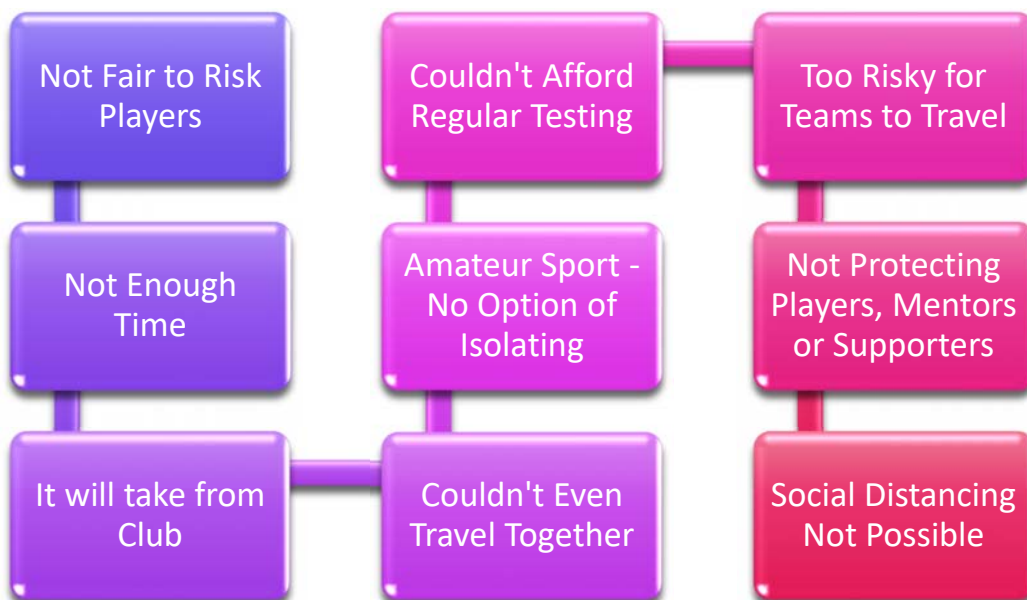 Not Fair to Risk
Players
Not Enough
Time
It will take from
Club
Couldn't Even
Travel Together
Amateur Sport -
No Option of
Isolating
Couldn't Afford
Regular Testing
Too Risky for
Teams to Travel
Not Protecting
Players, Mentors
or Supporters
Social Distancing
Not Possible